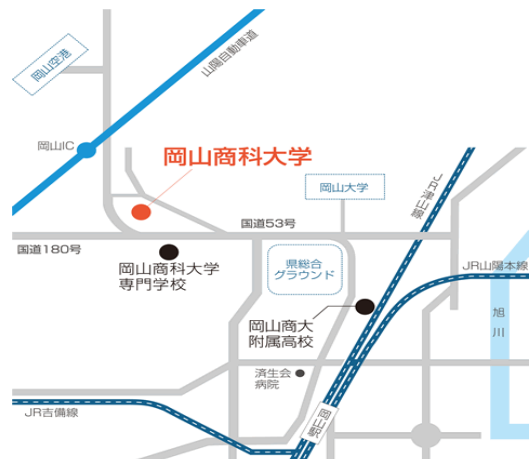 岡山空港
山陽自動車道
岡山IC
岡山商科大学
岡山大学
JR津山線
国道53号
国道180号
県総合
グラウンド
岡山商科大学
専門学校
JR山陽本線
旭川
岡山商大
附属高校
済生会
病院
JR吉備線
岡山駅